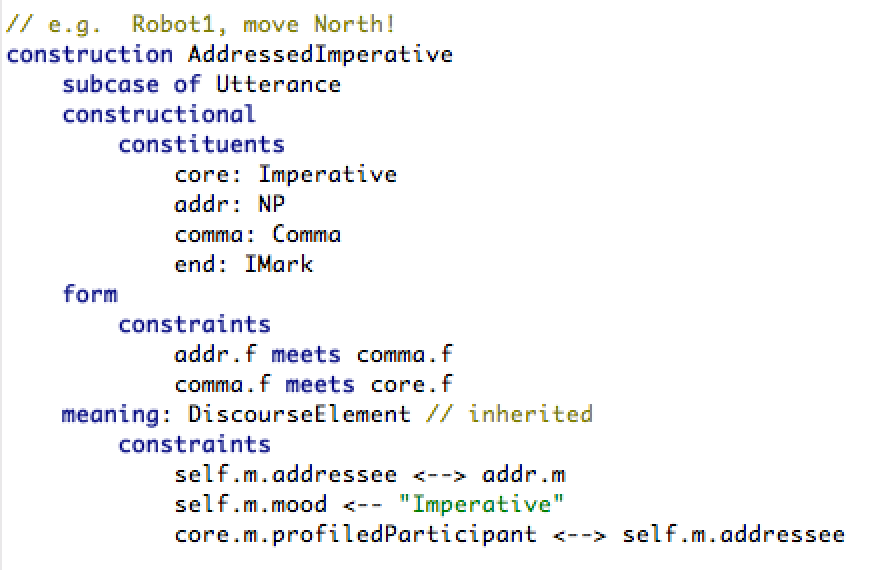 // e.g.  Robot1, move North!
construction AddressedImperative
    subcase of Utterance
    constructional
        constituents
            core: Imperative
            addr: NP
            comma: Comma
            end: IMark
    form
        constraints
            addr.f meets comma.f
            comma.f meets core.f
    meaning: DiscourseElement // inherited
        constraints
            self.m.addressee <--> addr.m
            self.m.mood <-- "Imperative"
            core.m.profiledParticipant <--> self.m.addressee